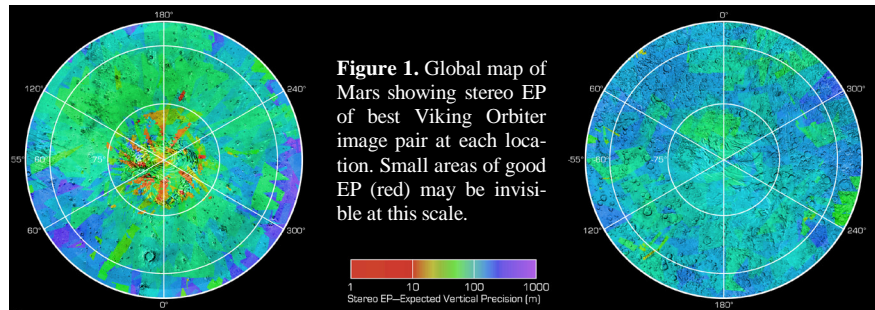 180°
120°
240°
55°
60
75°
60°
300°
0°
Figure 1. Global map of
Mars showing stereo EP
of best Viking Orbiter
image pair at each loca-
tion. Small areas of good
EP (red) may be invisi-
ble at this scale.
1
10
100
1000
Stereo EP—Expected Vertical Precision (m)
0°
60°
300°
-55°
-60
-75°
120°
240°
180°